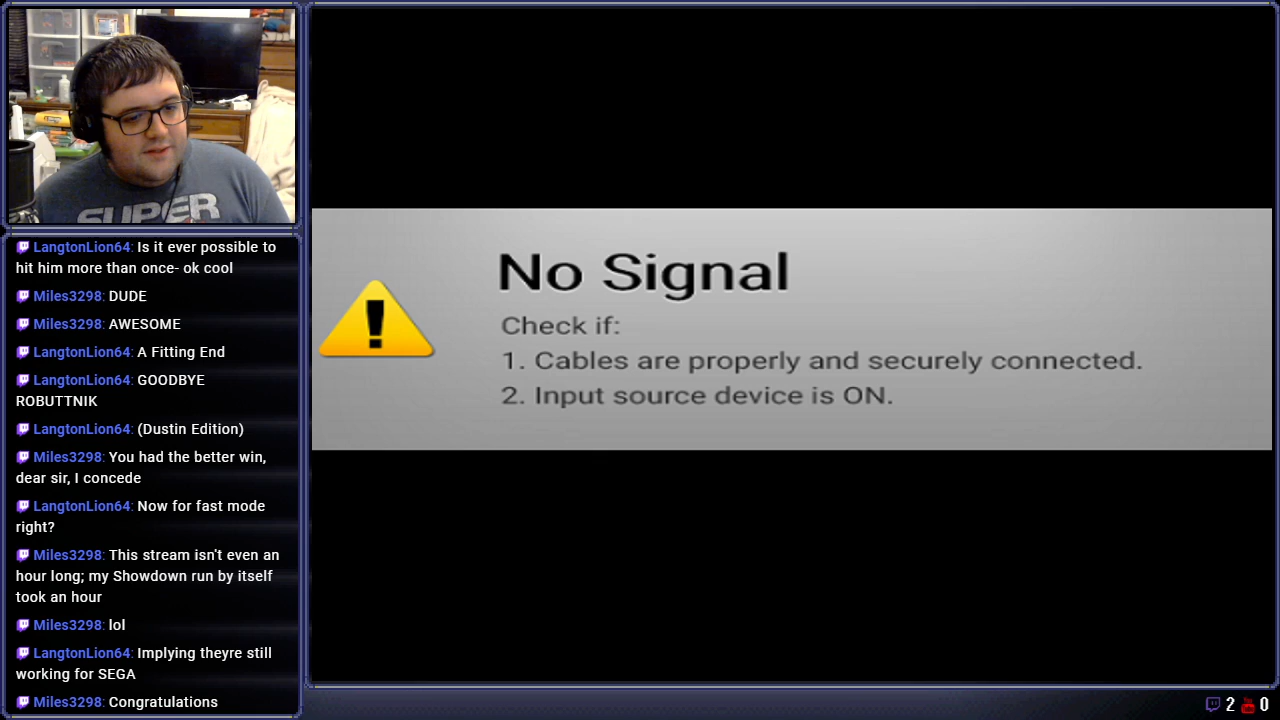 SUPER
LangtonLion64: Is it ever possible to
hit him more than once- ok cool
Miles3298: DUDE
Miles3298: AWESOME
LangtonLion64: A Fitting End
LangtonLion64: GOODBYE
ROBUTTNIK
LangtonLion64: (Dustin Edition)
Miles3298: You had the better win,
dear sir, I concede
LangtonLion64: Now for fast mode
right?
Miles3298: This stream isn't even an
hour long; my Showdown run by itself
took an hour
Miles3298: lol
LangtonLion64: Implying theyre still
working for SEGA
Miles3298: Congratulations
No Signal
Check if:
1. Cables are properly and securely connected.
2. Input source device is ON.
2 0